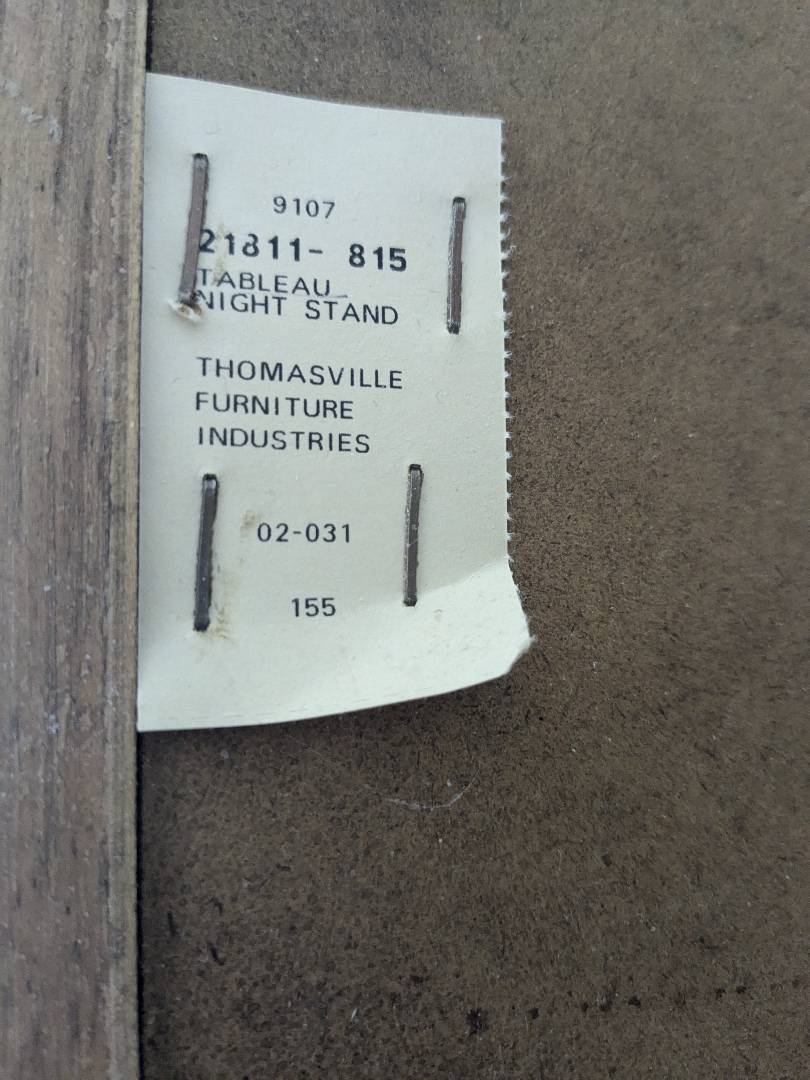 9107
21811- 815
TABLEAU
NIGHT STAND
THOMASVILLE
FURNITURE
INDUSTRIES
02-031
155